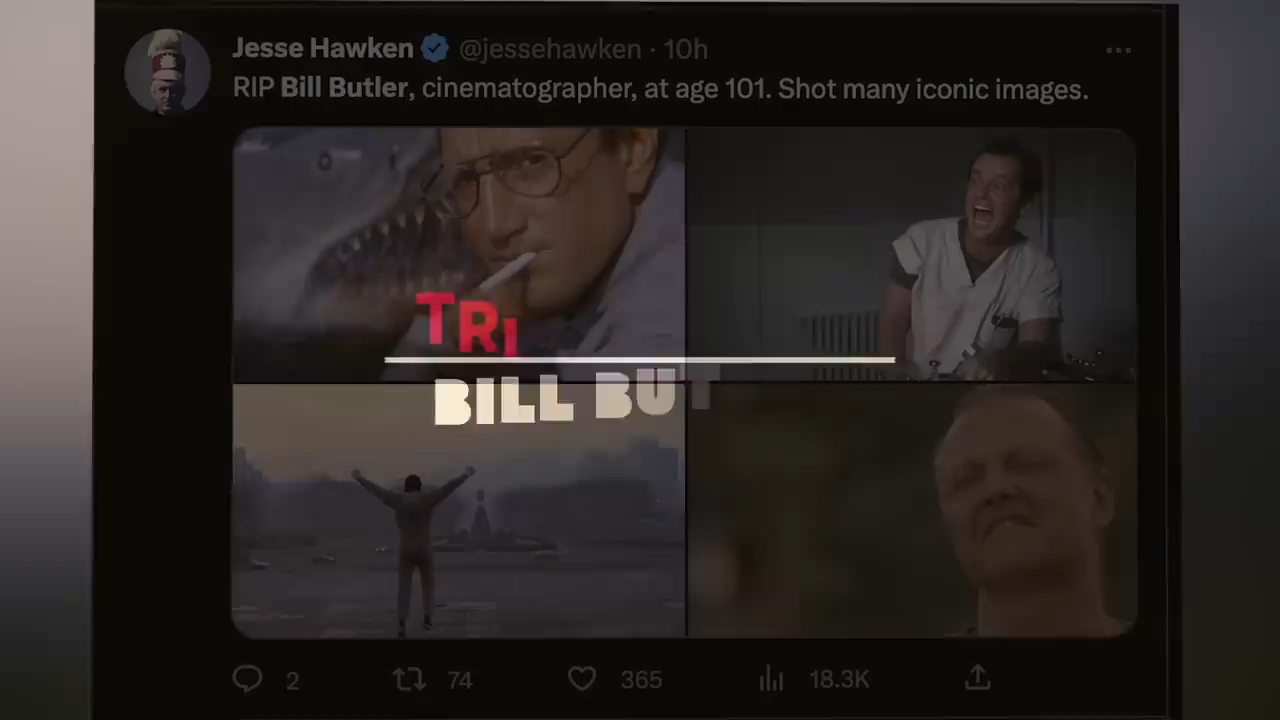 Jesse Hawken @jessehawken · 10h
RIP Bill Butler, cinematographer, at age 101. Shot many iconic images.
TRI
BILL BUT
2 74 365 18.3K